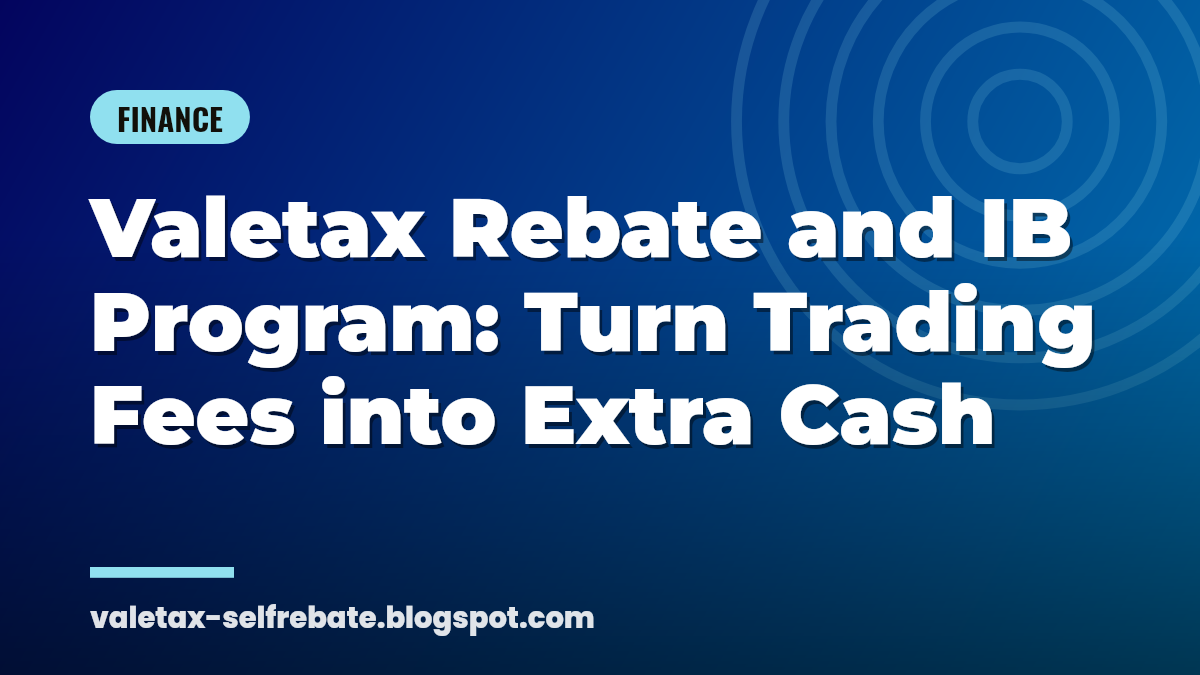 FINANCE
Valetax Rebate and IB
Program: Turn Trading
Fees into Extra Cash
valetax-selfrebate.blogspot.com